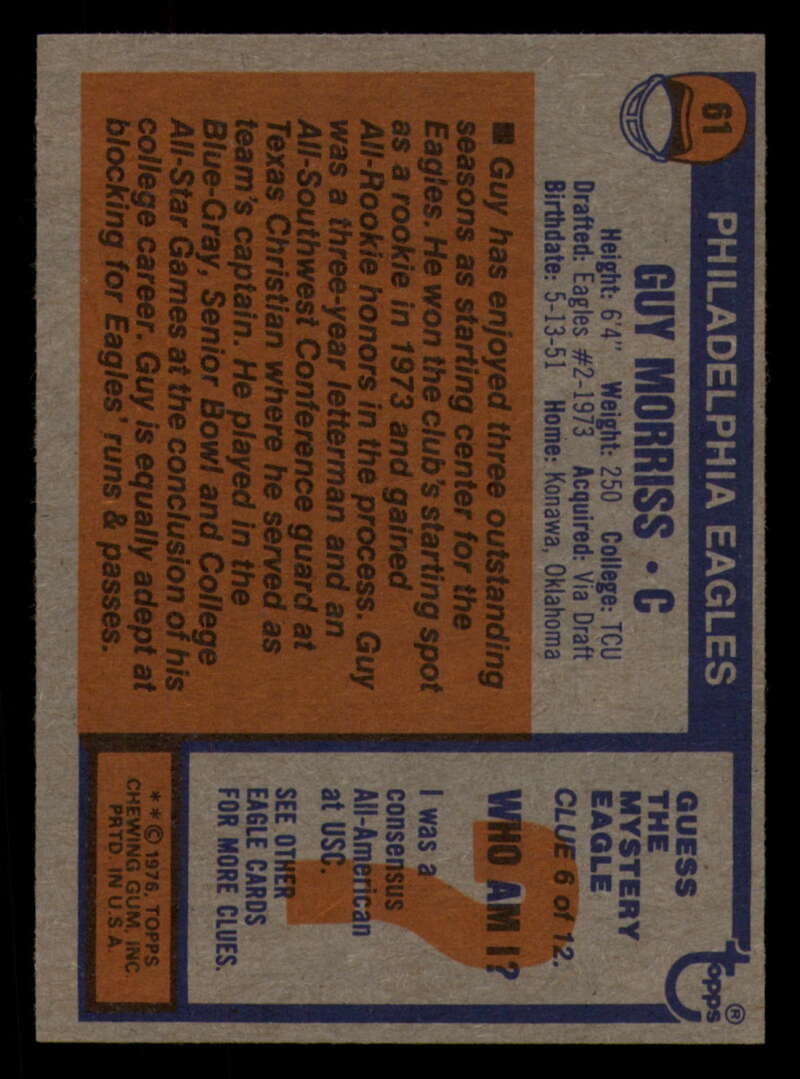 61
PHILADELPHIA EAGLES
GUY MORRISS • C
Height: 6'4" Weight: 250 College: TCU
Drafted: Eagles #2-1973 Acquired: Via Draft
Birthdate: 5-13-51 Home: Konawa, Oklahoma
■ Guy has enjoyed three outstanding
seasons as starting center for the
Eagles. He won the club's starting spot
as a rookie in 1973 and gained
All-Rookie honors in the process. Guy
was a three-year letterman and an
All-Southwest Conference guard at
Texas Christian where he served as
team's captain. He played in the
Blue-Gray, Senior Bowl and College
All-Star Games at the conclusion of his
college career. Guy is equally adept at
blocking for Eagles' runs & passes.
topps®
GUESS
THE
MYSTERY
EAGLE
CLUE 6 of 12.
?
WHO AM I?
I was a
consensus
All-American
at USC.
SEE OTHER
EAGLE CARDS
FOR MORE CLUES.
**© 1976, TOPPS
CHEWING GUM, INC.
PRTD. IN U.S.A.